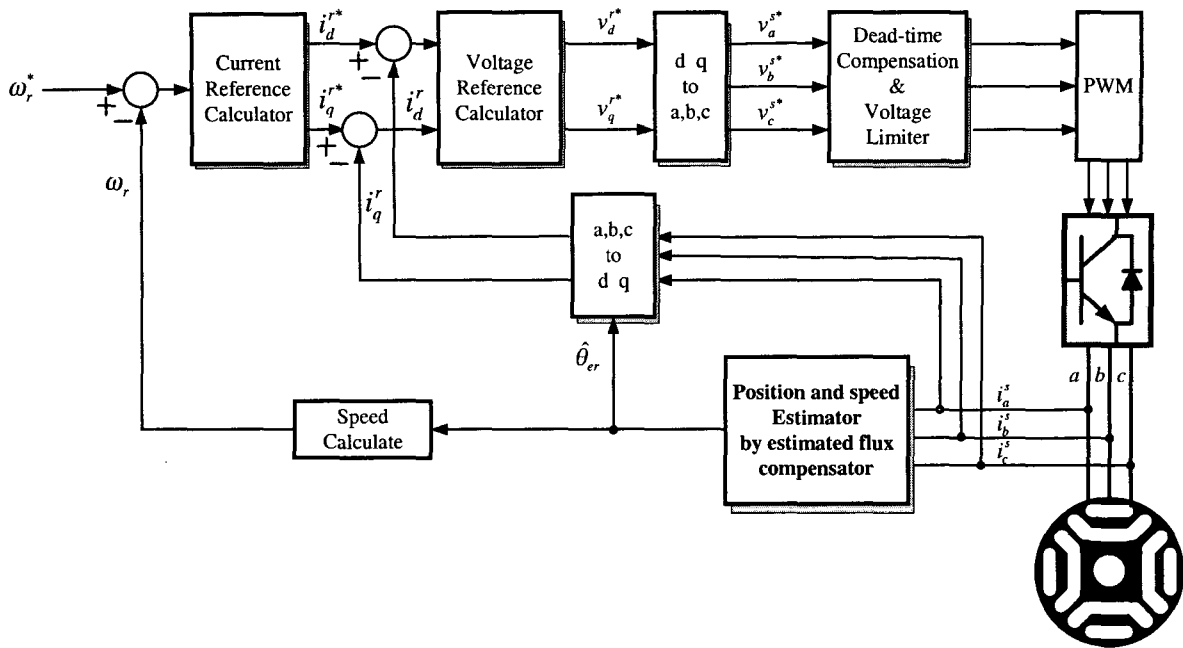 ω_r^*
+
−
Current
Reference
Calculator
i_d^{r*}
i_q^{r*}
+
−
+
−
i_d^r
i_q^r
Voltage
Reference
Calculator
v_d^{r*}
v_q^{r*}
d q
to
a,b,c
v_a^{s*}
v_b^{s*}
v_c^{s*}
Dead-time
Compensation
&
Voltage
Limiter
PWM
ω_r
a,b,c
to
d q
\hat{θ}_{er}
Speed
Calculate
Position and speed
Estimator
by estimated flux
compensator
a b c
i_a^s
i_b^s
i_c^s